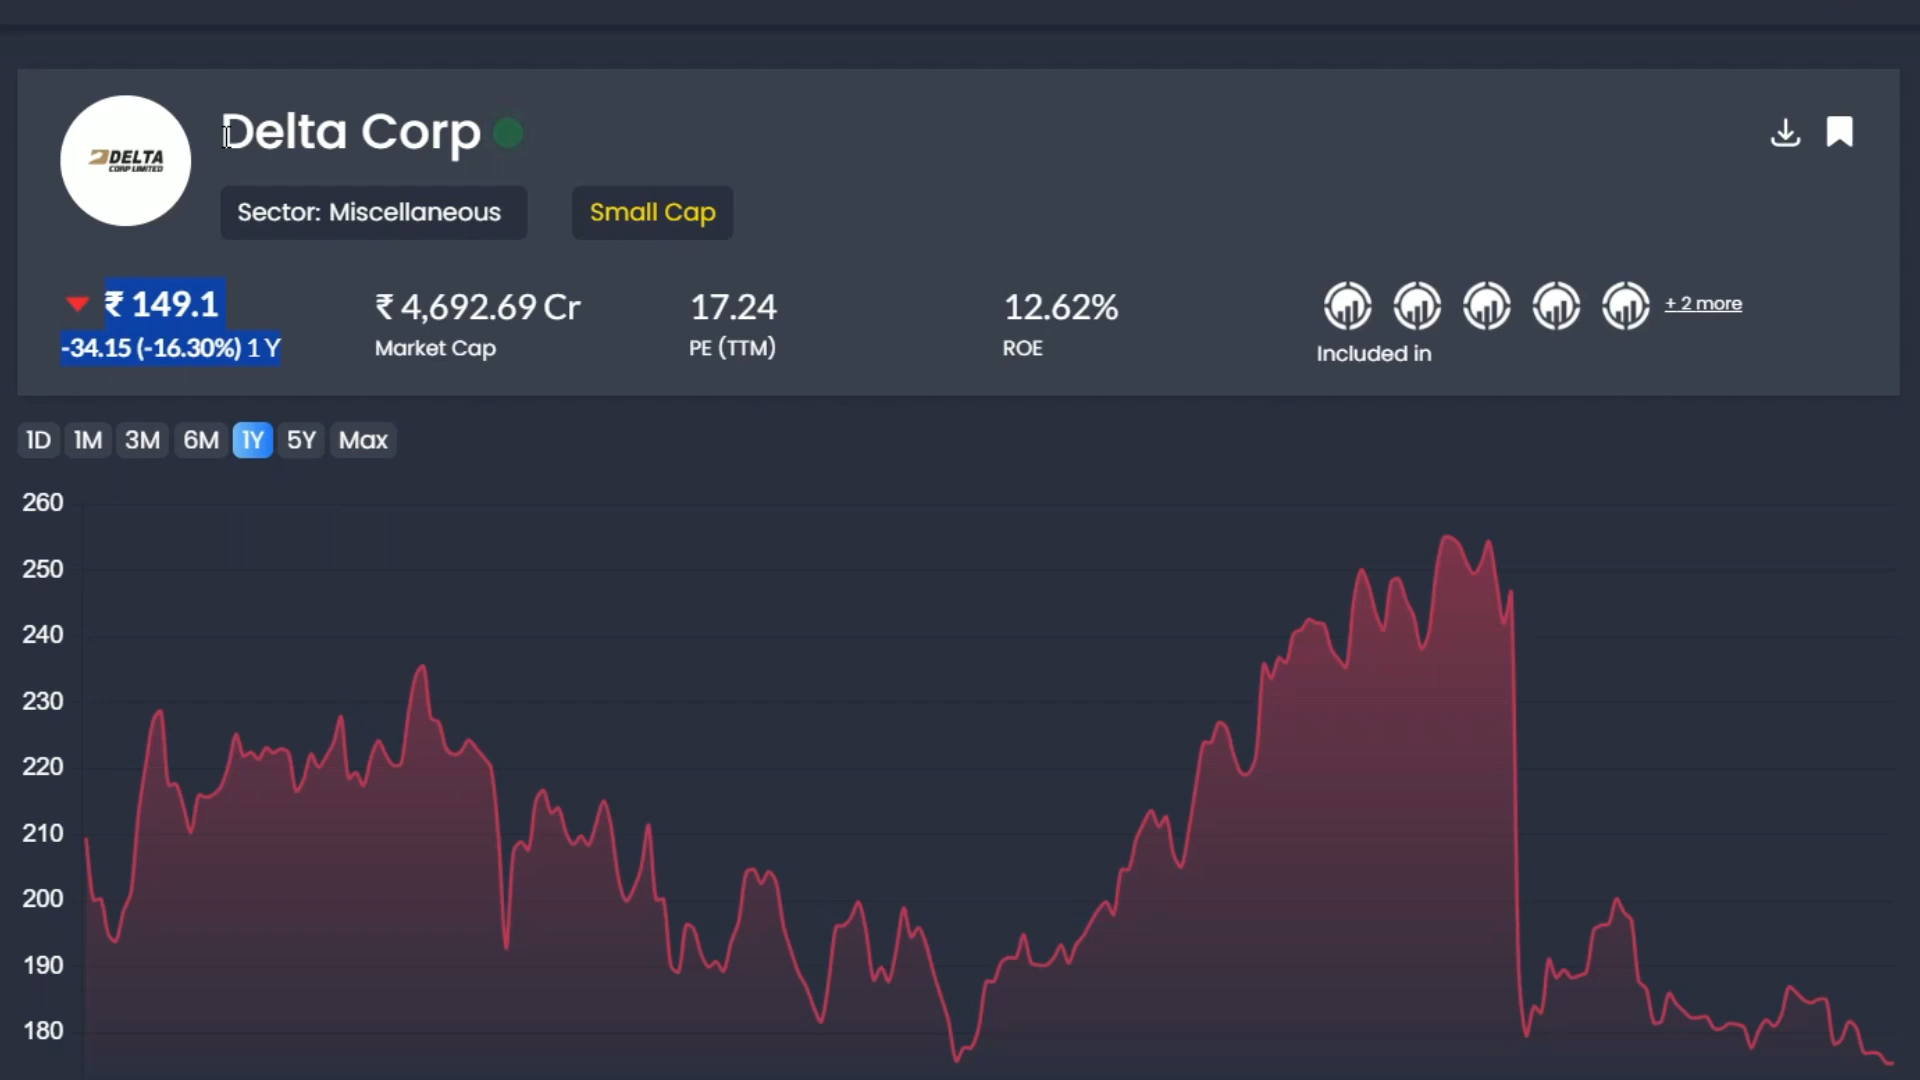 Delta Corp
DELTA
CORP LIMITED
Sector: Miscellaneous
Small Cap
₹ 149.1
-34.15 (-16.30%) 1 Y
₹ 4,692.69 Cr
Market Cap
17.24
PE (TTM)
12.62%
ROE
+ 2 more
Included in
1D 1M 3M 6M 1Y 5Y Max
260
250
240
230
220
210
200
190
180